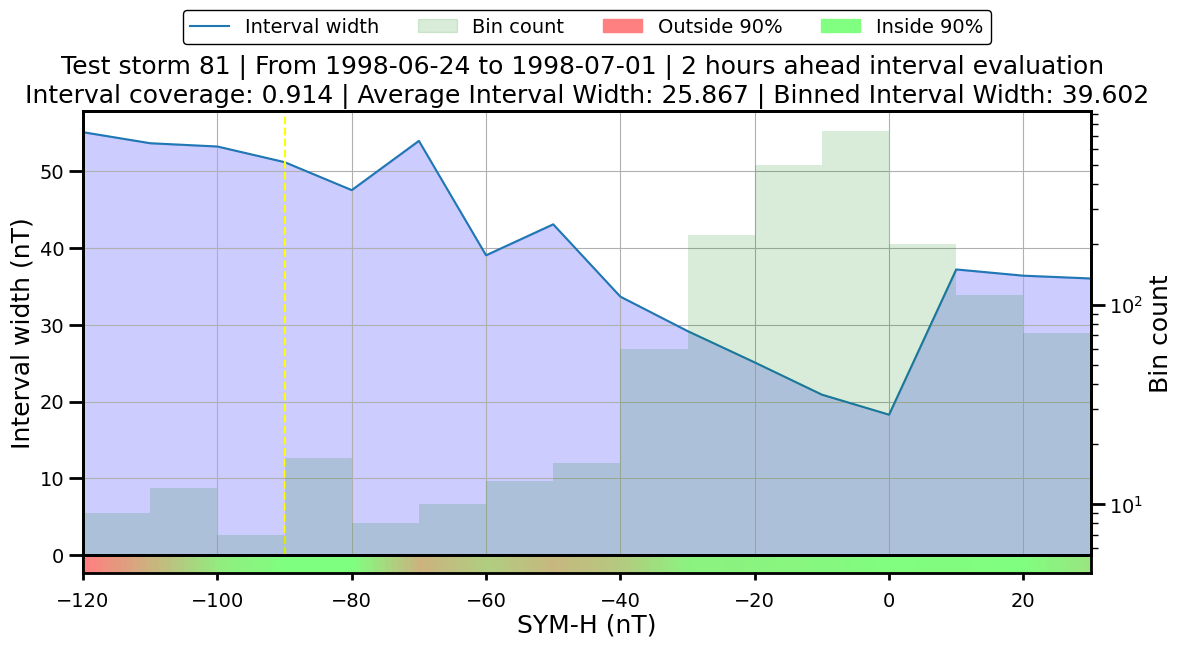 Interval width Bin count Outside 90% Inside 90%
Test storm 81 | From 1998-06-24 to 1998-07-01 | 2 hours ahead interval evaluation
Interval coverage: 0.914 | Average Interval Width: 25.867 | Binned Interval Width: 39.602
Interval width (nT)
50
40
30
20
10
0
10²
10¹
Bin count
−120 −100 −80 −60 −40 −20 0 20
SYM-H (nT)